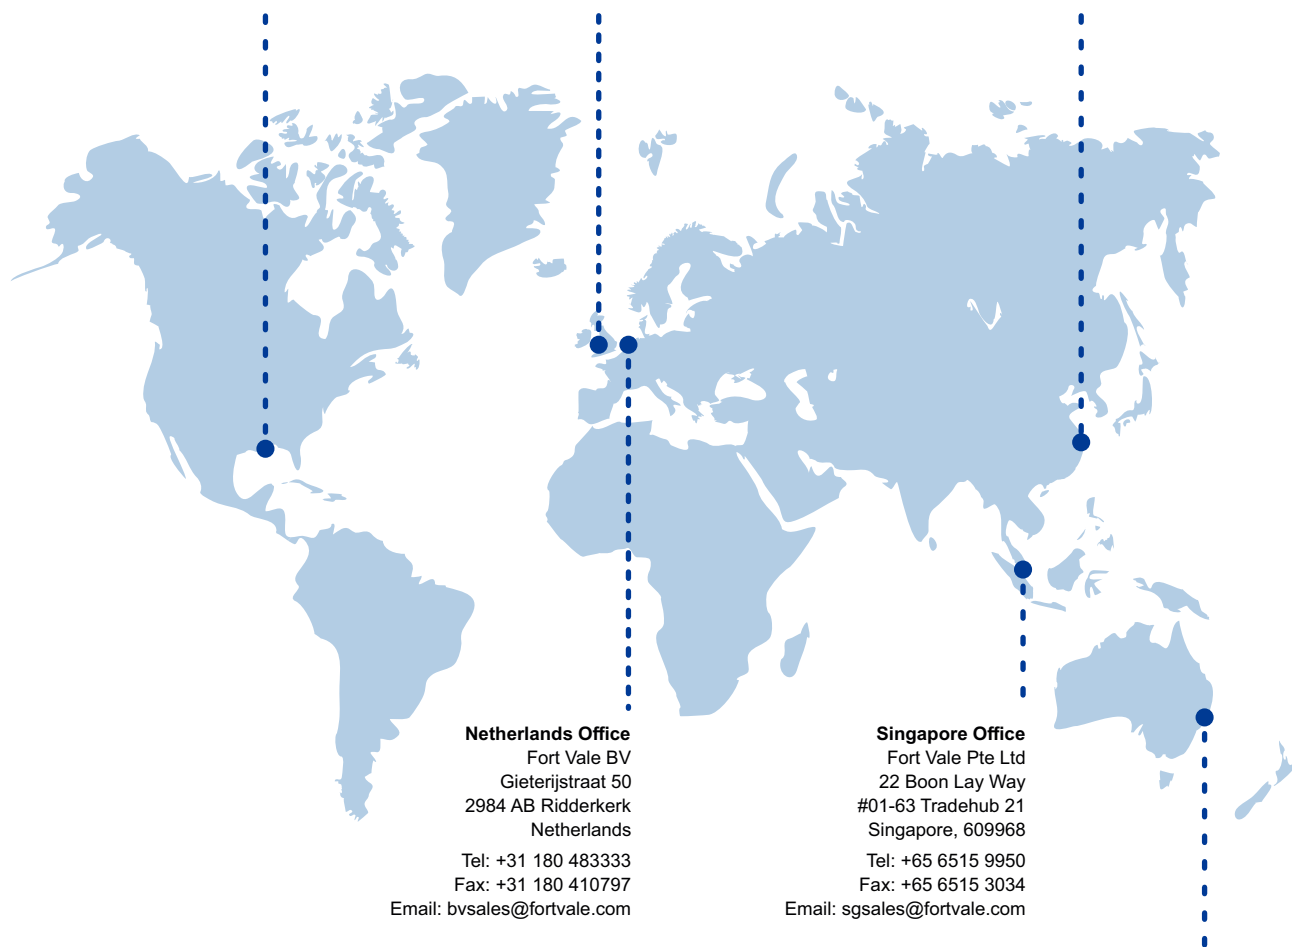 Netherlands Office
Fort Vale BV
Gieterijstraat 50
2984 AB Ridderkerk
Netherlands
Tel: +31 180 483333
Fax: +31 180 410797
Email: bvsales@fortvale.com
Singapore Office
Fort Vale Pte Ltd
22 Boon Lay Way
#01-63 Tradehub 21
Singapore, 609968
Tel: +65 6515 9950
Fax: +65 6515 3034
Email: sgsales@fortvale.com